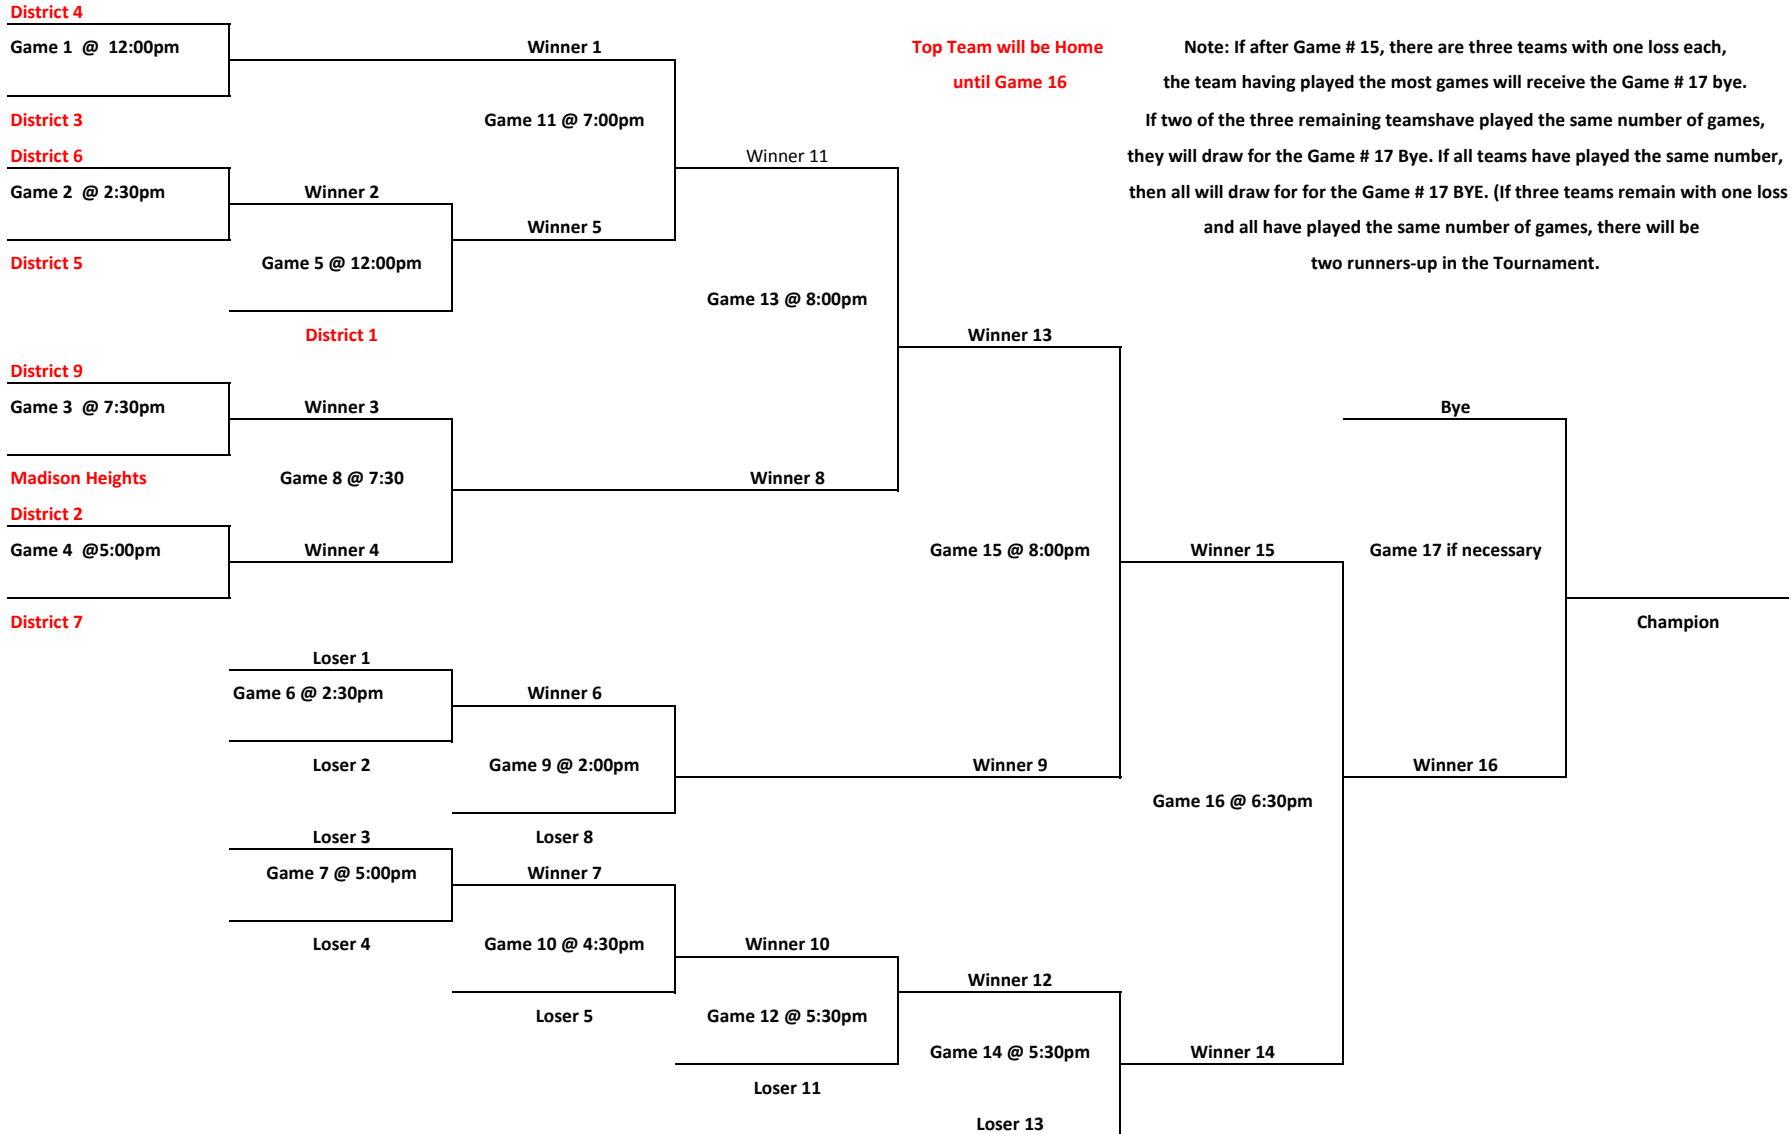 District 4
Game 1 @ 12:00pm
Winner 1
Top Team will be Home
Note: If after Game # 15, there are three teams with one loss each,
until Game 16
the team having played the most games will receive the Game # 17 bye.
District 3
Game 11 @ 7:00pm
If two of the three remaining teamshave played the same number of games,
District 6
Winner 11
they will draw for the Game # 17 Bye. If all teams have played the same number,
Game 2 @ 2:30pm
Winner 2
then all will draw for for the Game # 17 BYE. (If three teams remain with one loss
Winner 5
and all have played the same number of games, there will be
District 5
Game 5 @ 12:00pm
two runners-up in the Tournament.
Game 13 @ 8:00pm
District 1
Winner 13
District 9
Game 3 @ 7:30pm
Winner 3
Bye
Madison Heights
Game 8 @ 7:30
Winner 8
District 2
Game 4 @5:00pm
Winner 4
Game 15 @ 8:00pm
Winner 15
Game 17 if necessary
District 7
Champion
Loser 1
Game 6 @ 2:30pm
Winner 6
Loser 2
Game 9 @ 2:00pm
Winner 9
Winner 16
Game 16 @ 6:30pm
Loser 3
Loser 8
Game 7 @ 5:00pm
Winner 7
Loser 4
Game 10 @ 4:30pm
Winner 10
Winner 12
Loser 5
Game 12 @ 5:30pm
Game 14 @ 5:30pm
Winner 14
Loser 11
Loser 13